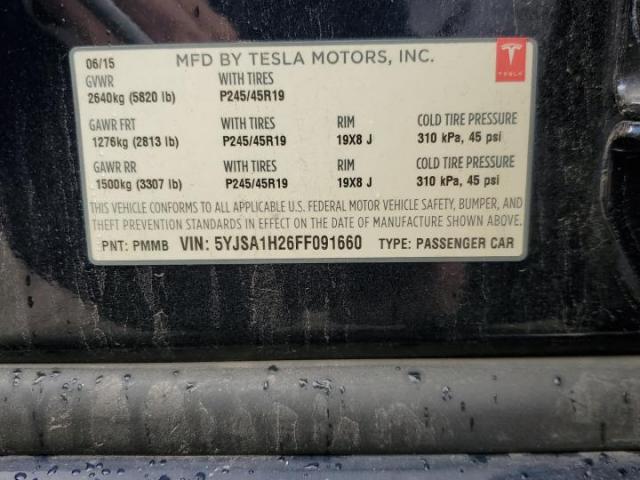 06/15 MFD BY TESLA MOTORS, INC.
TESLA
GVWR WITH TIRES
2640kg (5820 lb) P245/45R19
GAWR FRT WITH TIRES RIM COLD TIRE PRESSURE
1276kg (2813 lb) P245/45R19 19X8 J 310 kPa, 45 psi
GAWR RR WITH TIRES RIM COLD TIRE PRESSURE
1500kg (3307 lb) P245/45R19 19X8 J 310 kPa, 45 psi
THIS VEHICLE CONFORMS TO ALL APPLICABLE U.S. FEDERAL MOTOR VEHICLE SAFETY, BUMPER, AND
THEFT PREVENTION STANDARDS IN EFFECT ON THE DATE OF MANUFACTURE SHOWN ABOVE.
PNT: PMMB VIN: 5YJSA1H26FF091660 TYPE: PASSENGER CAR